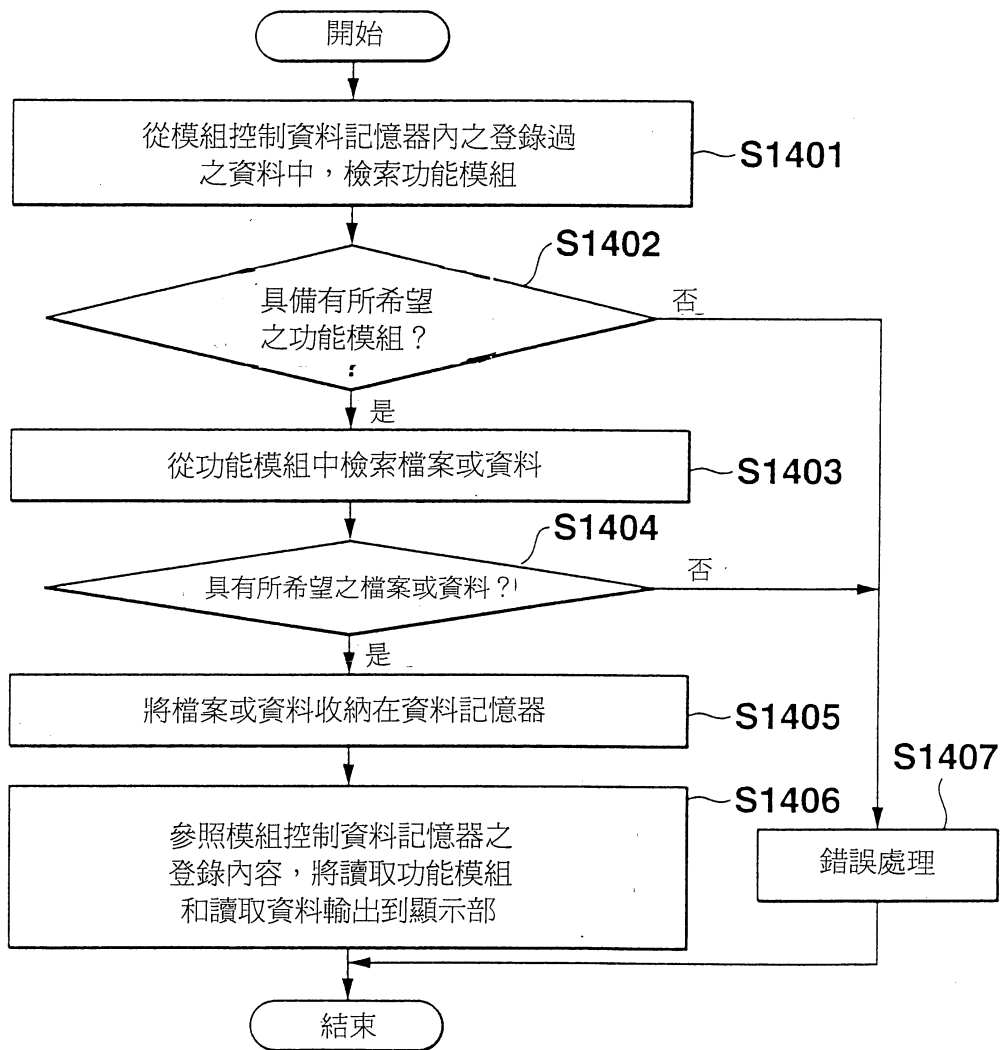 開始
從模組控制資料記憶器內之登錄過
之資料中，檢索功能模組
S1401
S1402
具備有所希望
之功能模組？
否
是
從功能模組中檢索檔案或資料
S1403
S1404
具有所希望之檔案或資料？
否
是
將檔案或資料收納在資料記憶器
S1405
S1406
參照模組控制資料記憶器之
登錄內容，將讀取功能模組
和讀取資料輸出到顯示部
S1407
錯誤處理
結束